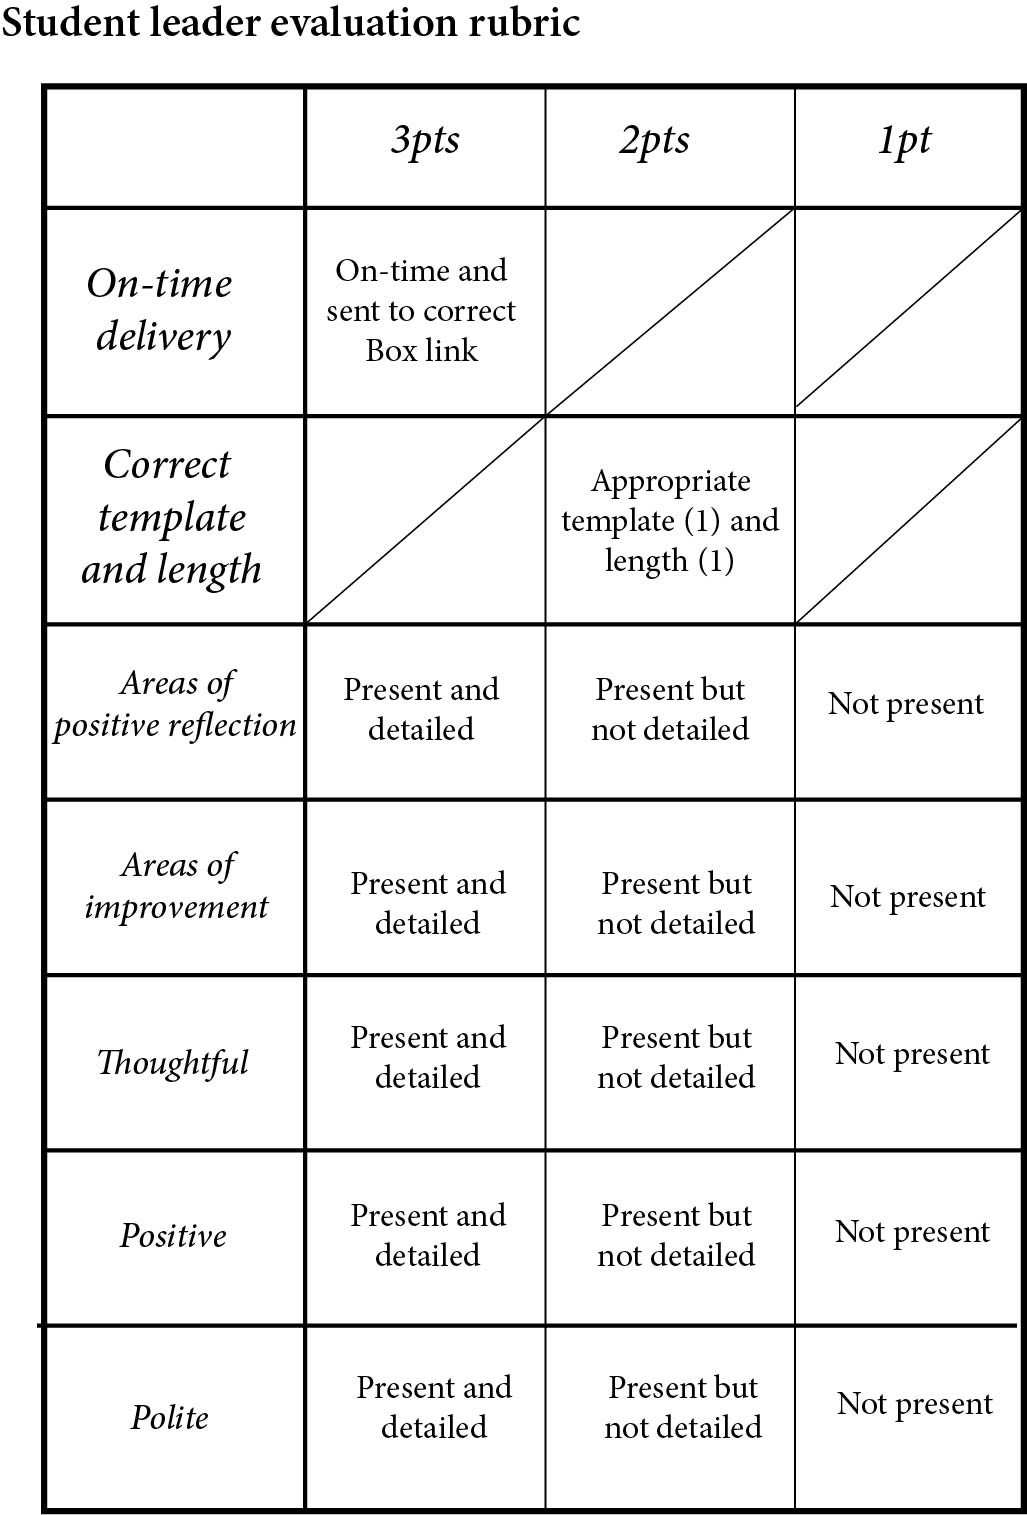 Student leader evaluation rubric
3pts
2pts
1pt
On-time
delivery
On-time and
sent to correct
Box link
Correct
template
and length
Appropriate
template (1) and
length (1)
Areas of
positive reflection
Present and
detailed
Present but
not detailed
Not present
Areas of
improvement
Present and
detailed
Present but
not detailed
Not present
Thoughtful
Present and
detailed
Present but
not detailed
Not present
Positive
Present and
detailed
Present but
not detailed
Not present
Polite
Present and
detailed
Present but
not detailed
Not present